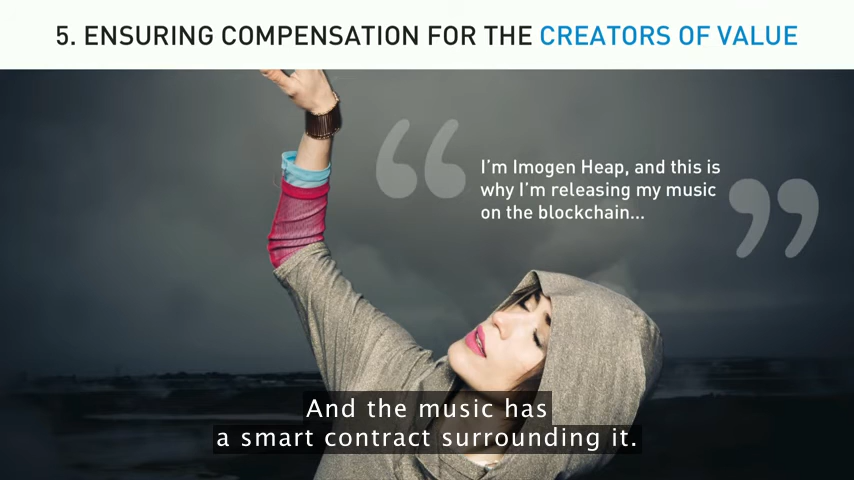 5. ENSURING COMPENSATION FOR THE CREATORS OF VALUE
I'm Imogen Heap, and this is
why I'm releasing my music
on the blockchain...
And the music has
a smart contract surrounding it.